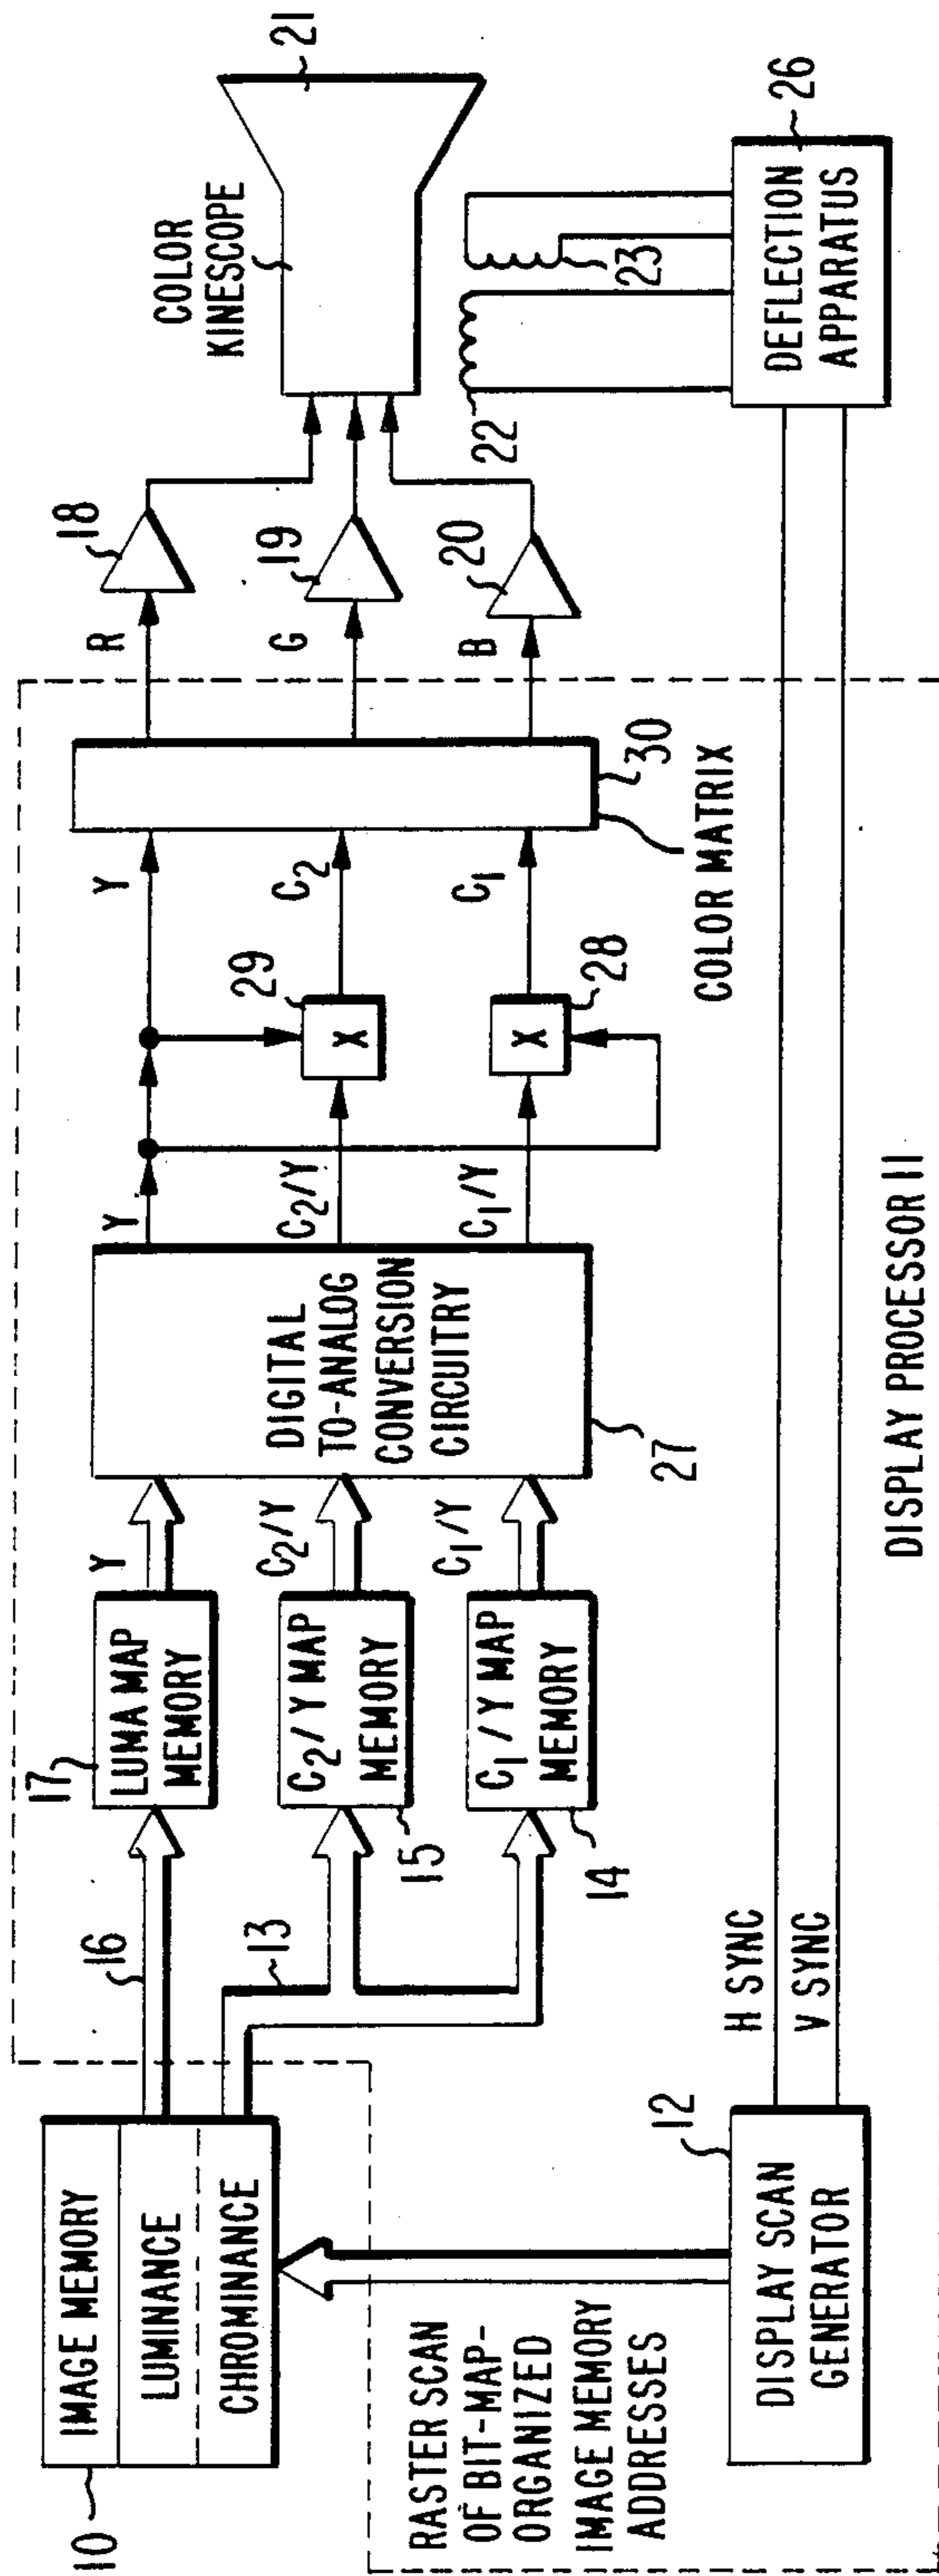 10
IMAGE MEMORY
LUMINANCE
CHROMINANCE
16
13
17
LUMA MAP
MEMORY
C2/Y MAP
MEMORY
15
C1/Y MAP
MEMORY
14
Y
C2/Y
C1/Y
DIGITAL
TO-ANALOG
CONVERSION
CIRCUITRY
27
Y
C2/Y
C1/Y
29
X
X
28
Y
C2
C1
30
COLOR MATRIX
R
G
B
18
19
20
COLOR
KINESCOPE
21
22
23
DEFLECTION
APPARATUS
26
RASTER SCAN
OF BIT-MAP-
ORGANIZED
IMAGE MEMORY
ADDRESSES
DISPLAY SCAN
GENERATOR
12
H SYNC
V SYNC
DISPLAY PROCESSOR 11